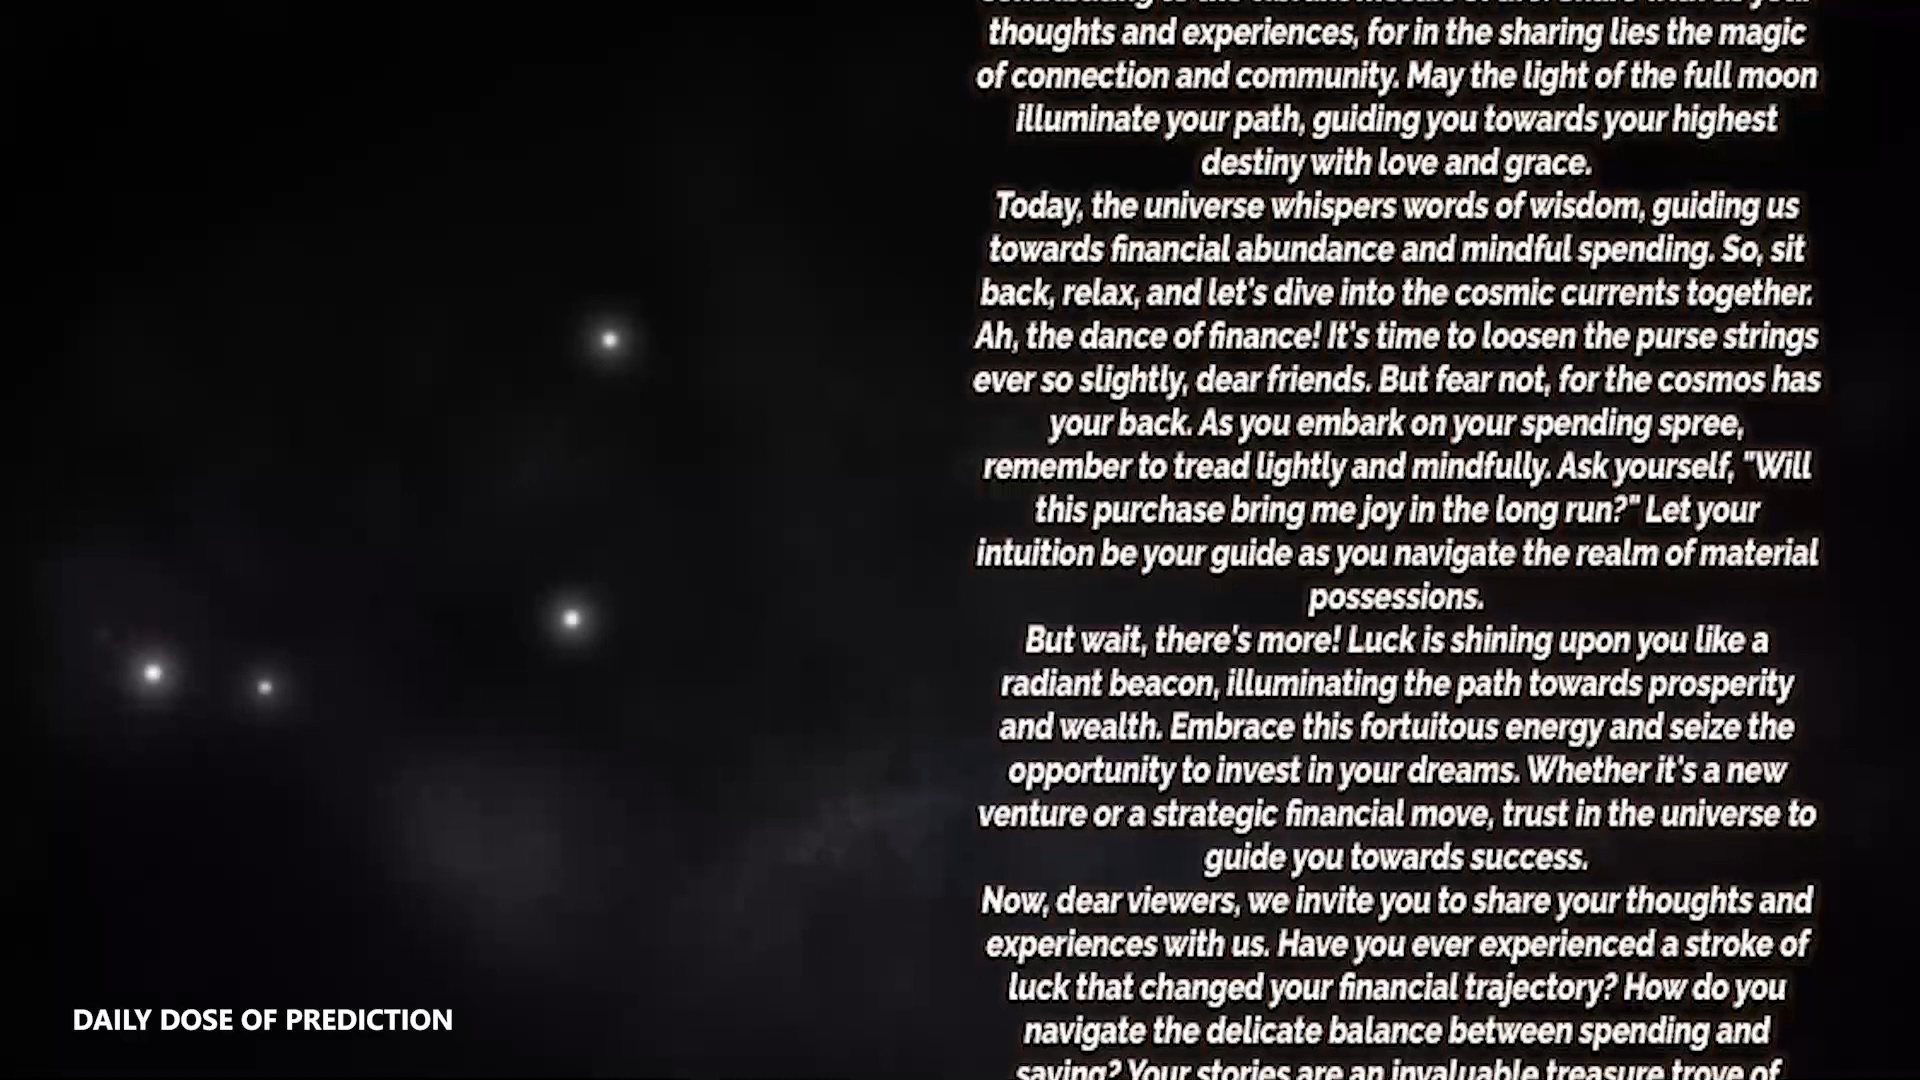 thoughts and experiences, for in the sharing lies the magic
of connection and community. May the light of the full moon
illuminate your path, guiding you towards your highest
destiny with love and grace.
Today, the universe whispers words of wisdom, guiding us
towards financial abundance and mindful spending. So, sit
back, relax, and let's dive into the cosmic currents together.
Ah, the dance of finance! It's time to loosen the purse strings
ever so slightly, dear friends. But fear not, for the cosmos has
your back. As you embark on your spending spree,
remember to tread lightly and mindfully. Ask yourself, "Will
this purchase bring me joy in the long run?" Let your
intuition be your guide as you navigate the realm of material
possessions.
But wait, there's more! Luck is shining upon you like a
radiant beacon, illuminating the path towards prosperity
and wealth. Embrace this fortuitous energy and seize the
opportunity to invest in your dreams. Whether it's a new
venture or a strategic financial move, trust in the universe to
guide you towards success.
Now, dear viewers, we invite you to share your thoughts and
experiences with us. Have you ever experienced a stroke of
luck that changed your financial trajectory? How do you
navigate the delicate balance between spending and
saving? Your stories are an invaluable treasure trove of
DAILY DOSE OF PREDICTION